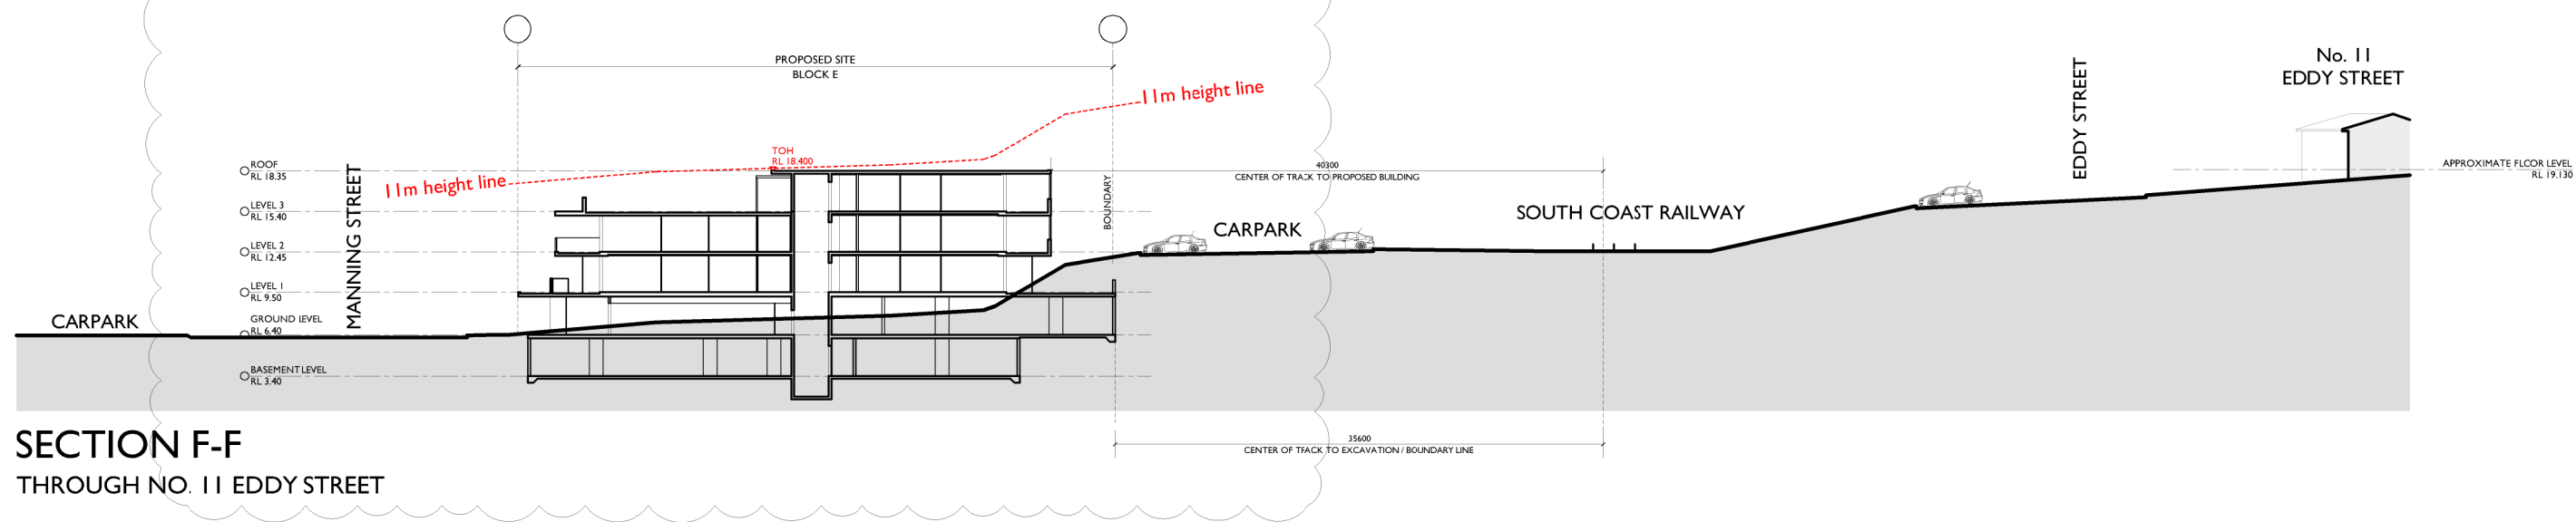 PROPOSED SITE
BLOCK E
11m height line
No. 11
EDDY STREET
EDDY STREET
TOH
RL 18.400
11m height line
ROOF
RL 18.35
LEVEL 3
RL 15.40
LEVEL 2
RL 12.45
LEVEL 1
RL 9.50
GROUND LEVEL
RL 6.40
BASEMENT LEVEL
RL 3.40
MANNING STREET
CARPARK
BOUNDARY
40300
CENTER OF TRACK TO PROPOSED BUILDING
CARPARK
SOUTH COAST RAILWAY
APPROXIMATE FLOOR LEVEL
RL 19.130
35600
CENTER OF TRACK TO EXCAVATION / BOUNDARY LINE
SECTION F-F
THROUGH NO. 11 EDDY STREET